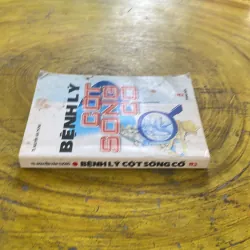 BỆNH LÝ
CỘT
SỐNG
CỔ
BỆNH LÝ CỘT SỐNG CỔ